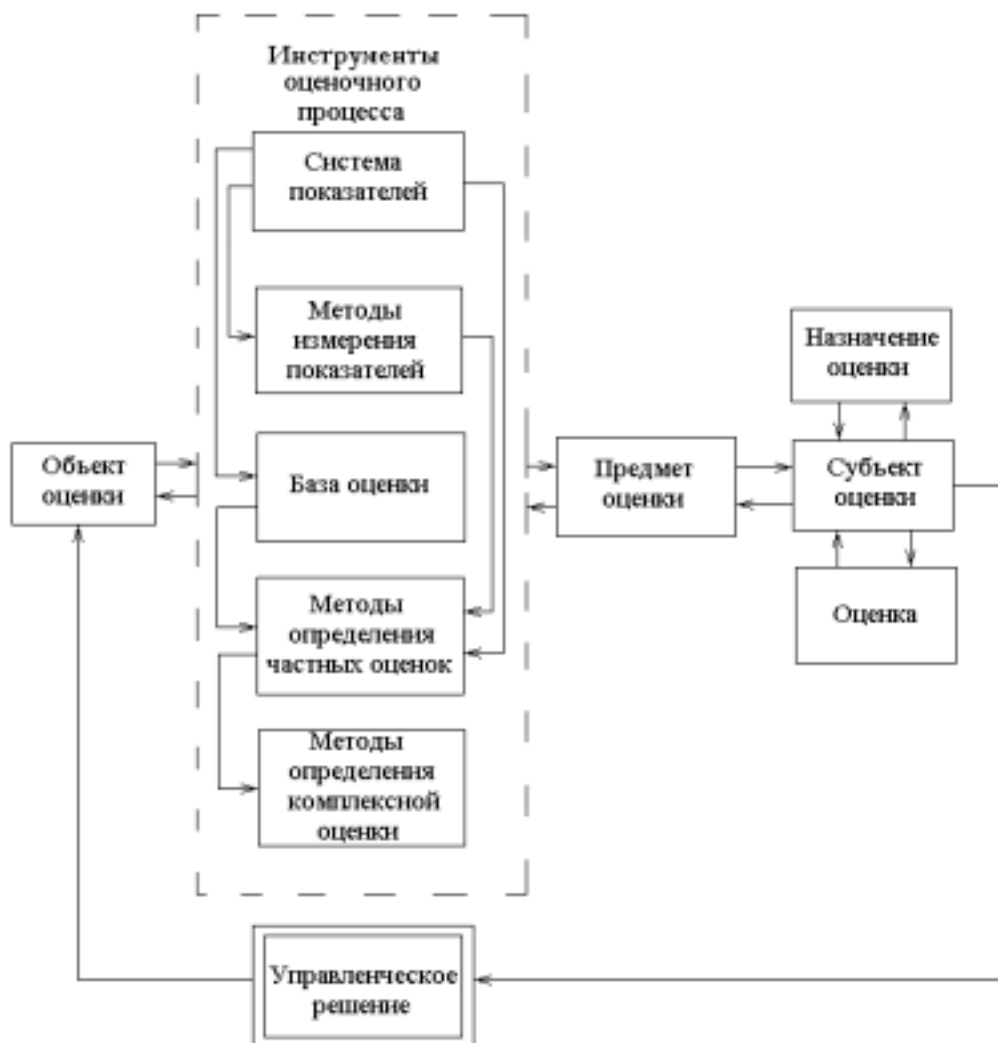 Инструменты
оценочного
процесса
Система
показателей
Методы
измерения
показателей
База оценки
Методы
определения
частных оценок
Методы
определения
комплексной
оценки
Объект
оценки
Предмет
оценки
Назначение
оценки
Субъект
оценки
Оценка
Управленческое
решение